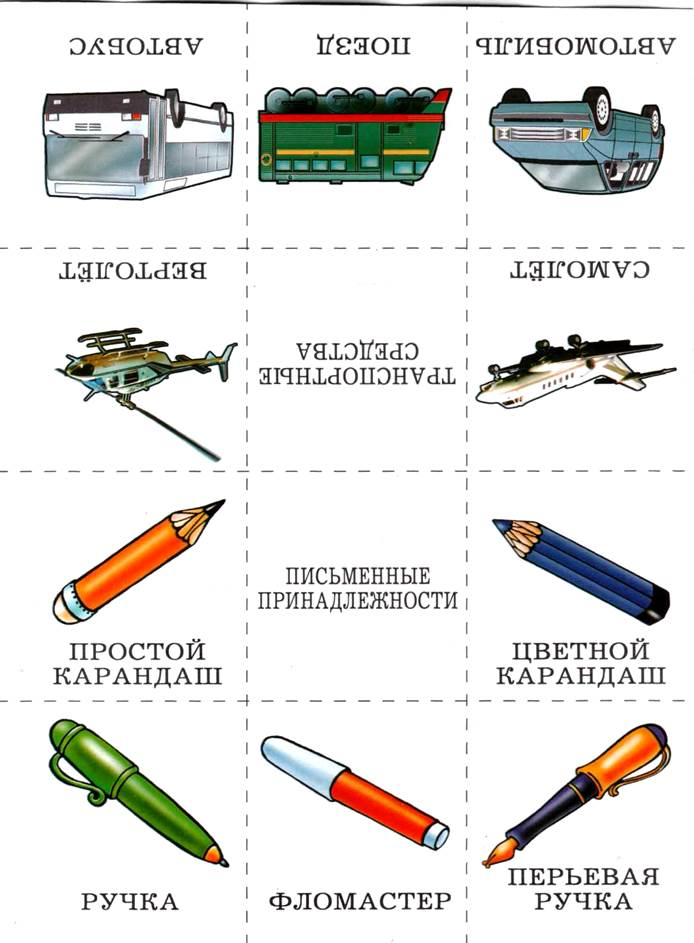 АВТОБУС
ПОЕЗД
АВТОМОБИЛЬ
ВЕРТОЛЁТ
САМОЛЁТ
ТРАНСПОРТНЫЕ
СРЕДСТВА
ПРОСТОЙ
КАРАНДАШ
ПИСЬМЕННЫЕ
ПРИНАДЛЕЖНОСТИ
ЦВЕТНОЙ
КАРАНДАШ
РУЧКА
ФЛОМАСТЕР
ПЕРЬЕВАЯ
РУЧКА